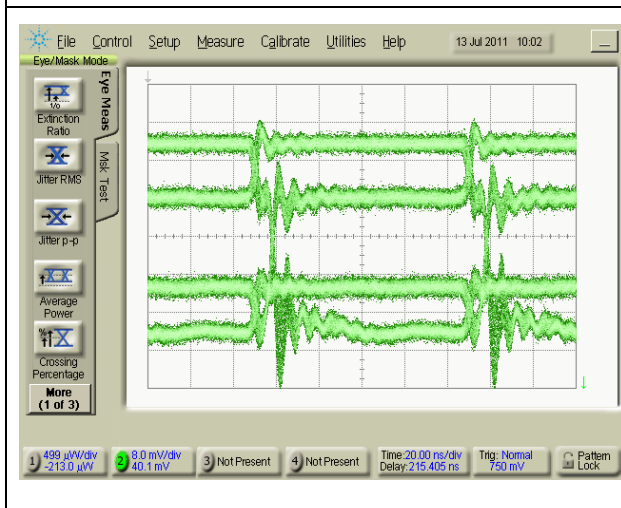 File Control Setup Measure Calibrate Utilities Help 13 Jul 2011 10:02
Eye/Mask Mode
Eye Meas
Msk Test
1/0
Extinction
Ratio
Jitter RMS
Jitter p-p
Average
Power
%
Crossing
Percentage
More
(1 of 3)
1) 499 µW/div
-213.0 µW
2) 8.0 mV/div
40.1 mV
3) Not Present
4) Not Present
Time:20.00 ns/div
Delay:215.405 ns
Trig: Normal
750 mV
Pattern
Lock